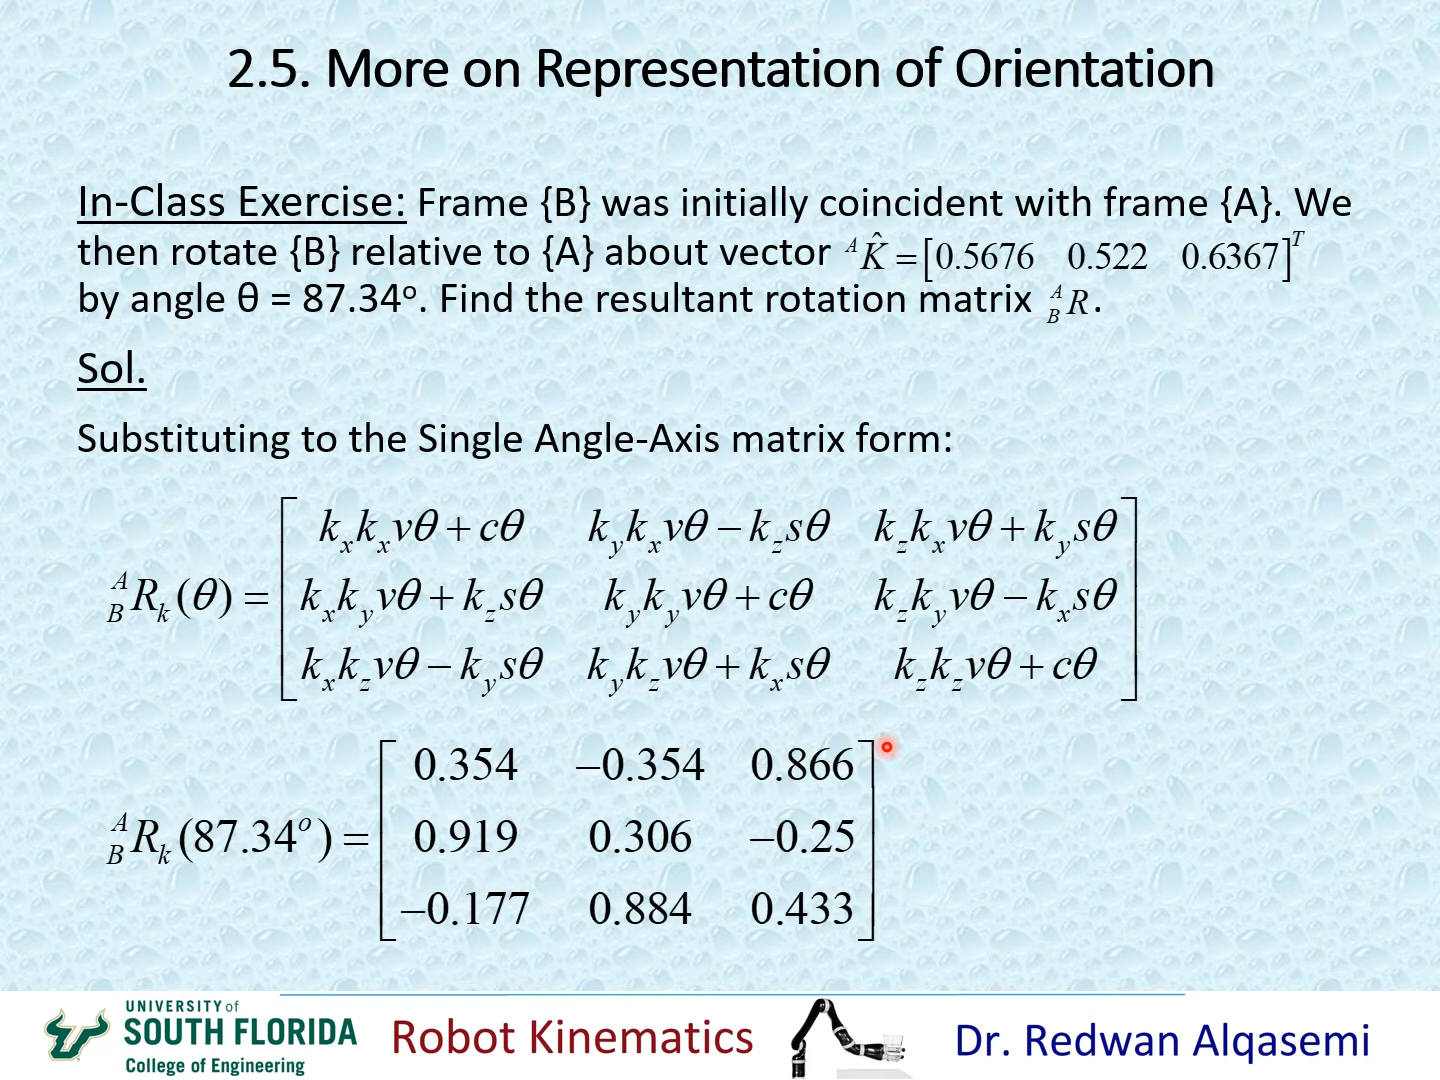 2.5. More on Representation of Orientation
In-Class Exercise: Frame {B} was initially coincident with frame {A}. We
then rotate {B} relative to {A} about vector ᴬK̂ = [0.5676 0.522 0.6367]ᵀ
by angle θ = 87.34º. Find the resultant rotation matrix ᴬ_B R.
Sol.
Substituting to the Single Angle-Axis matrix form:
k_x k_x vθ + cθ k_y k_x vθ − k_z sθ k_z k_x vθ + k_y sθ
ᴬ_B R_k (θ) = k_x k_y vθ + k_z sθ k_y k_y vθ + cθ k_z k_y vθ − k_x sθ
k_x k_z vθ − k_y sθ k_y k_z vθ + k_x sθ k_z k_z vθ + cθ
0.354 −0.354 0.866
ᴬ_B R_k (87.34º) = 0.919 0.306 −0.25
−0.177 0.884 0.433
UNIVERSITY of
SOUTH FLORIDA
College of Engineering
Robot Kinematics
Dr. Redwan Alqasemi